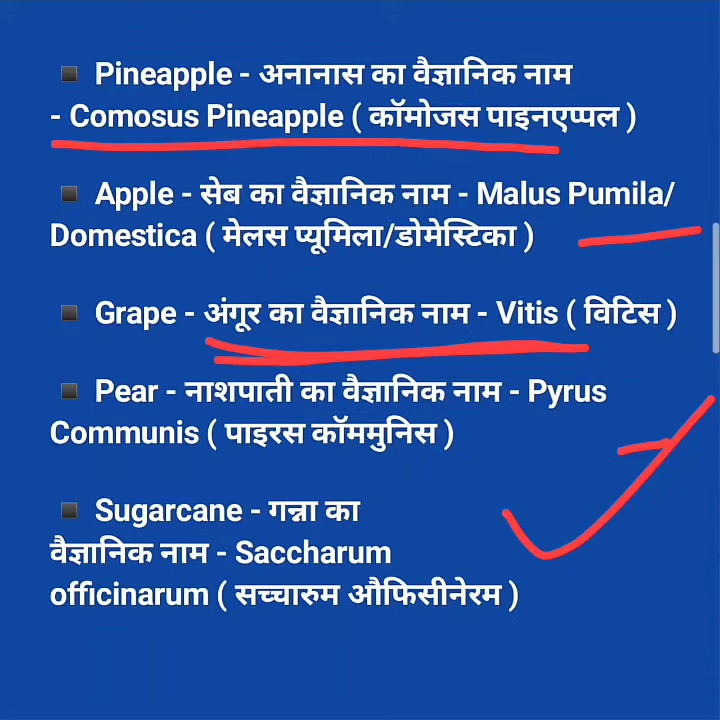 ▪ Pineapple - अनानास का वैज्ञानिक नाम
- Comosus Pineapple ( कॉमोजस पाइनएप्पल )
▪ Apple - सेब का वैज्ञानिक नाम - Malus Pumila/
Domestica ( मेलस प्यूमिला/डोमेस्टिका )
▪ Grape - अंगूर का वैज्ञानिक नाम - Vitis ( विटिस )
▪ Pear - नाशपाती का वैज्ञानिक नाम - Pyrus
Communis ( पाइरस कॉममुनिस )
▪ Sugarcane - गन्ना का
वैज्ञानिक नाम - Saccharum
officinarum ( सच्चारुम औफिसीनेरम )